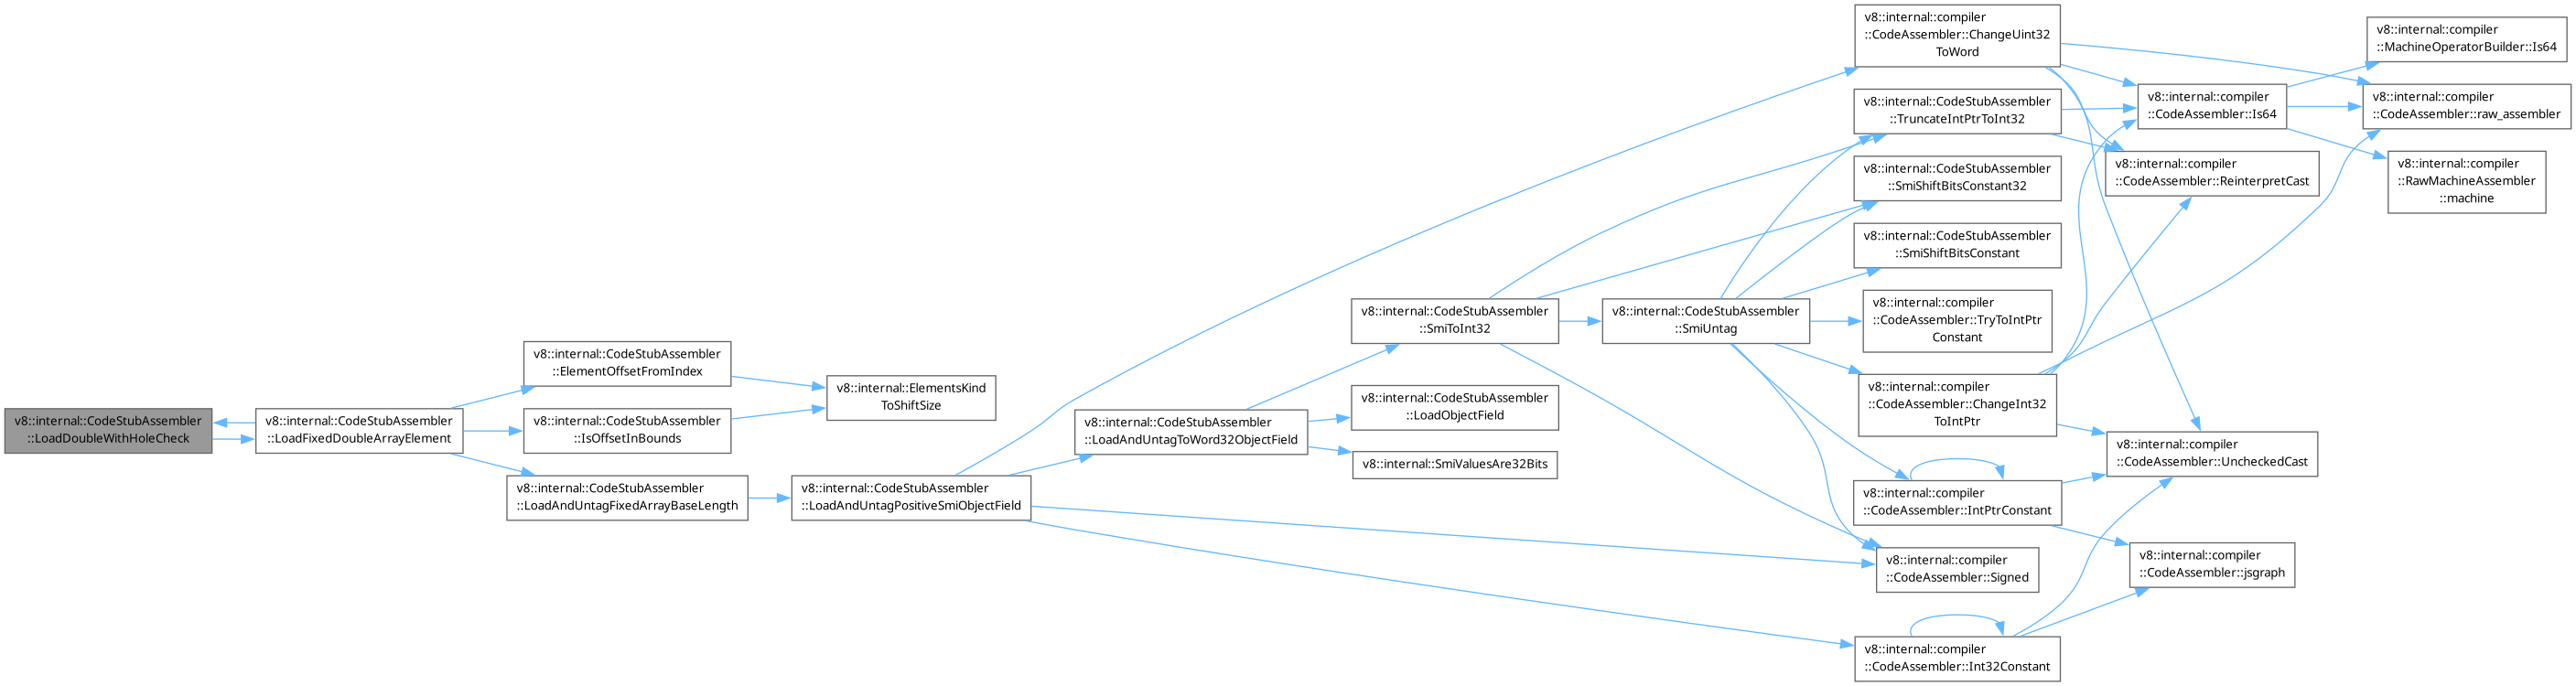 v8::internal::CodeStubAssembler
::LoadDoubleWithHoleCheck
v8::internal::CodeStubAssembler
::LoadFixedDoubleArrayElement
v8::internal::CodeStubAssembler
::ElementOffsetFromIndex
v8::internal::CodeStubAssembler
::IsOffsetInBounds
v8::internal::CodeStubAssembler
::LoadAndUntagFixedArrayBaseLength
v8::internal::ElementsKind
ToShiftSize
v8::internal::CodeStubAssembler
::LoadAndUntagPositiveSmiObjectField
v8::internal::CodeStubAssembler
::LoadAndUntagToWord32ObjectField
v8::internal::CodeStubAssembler
::SmiToInt32
v8::internal::CodeStubAssembler
::LoadObjectField
v8::internal::SmiValuesAre32Bits
v8::internal::CodeStubAssembler
::SmiUntag
v8::internal::compiler
::CodeAssembler::ChangeUint32
ToWord
v8::internal::CodeStubAssembler
::TruncateIntPtrToInt32
v8::internal::CodeStubAssembler
::SmiShiftBitsConstant32
v8::internal::CodeStubAssembler
::SmiShiftBitsConstant
v8::internal::compiler
::CodeAssembler::TryToIntPtr
Constant
v8::internal::compiler
::CodeAssembler::ChangeInt32
ToIntPtr
v8::internal::compiler
::CodeAssembler::IntPtrConstant
v8::internal::compiler
::CodeAssembler::Signed
v8::internal::compiler
::CodeAssembler::Int32Constant
v8::internal::compiler
::CodeAssembler::Is64
v8::internal::compiler
::CodeAssembler::ReinterpretCast
v8::internal::compiler
::CodeAssembler::UncheckedCast
v8::internal::compiler
::CodeAssembler::jsgraph
v8::internal::compiler
::MachineOperatorBuilder::Is64
v8::internal::compiler
::CodeAssembler::raw_assembler
v8::internal::compiler
::RawMachineAssembler
::machine